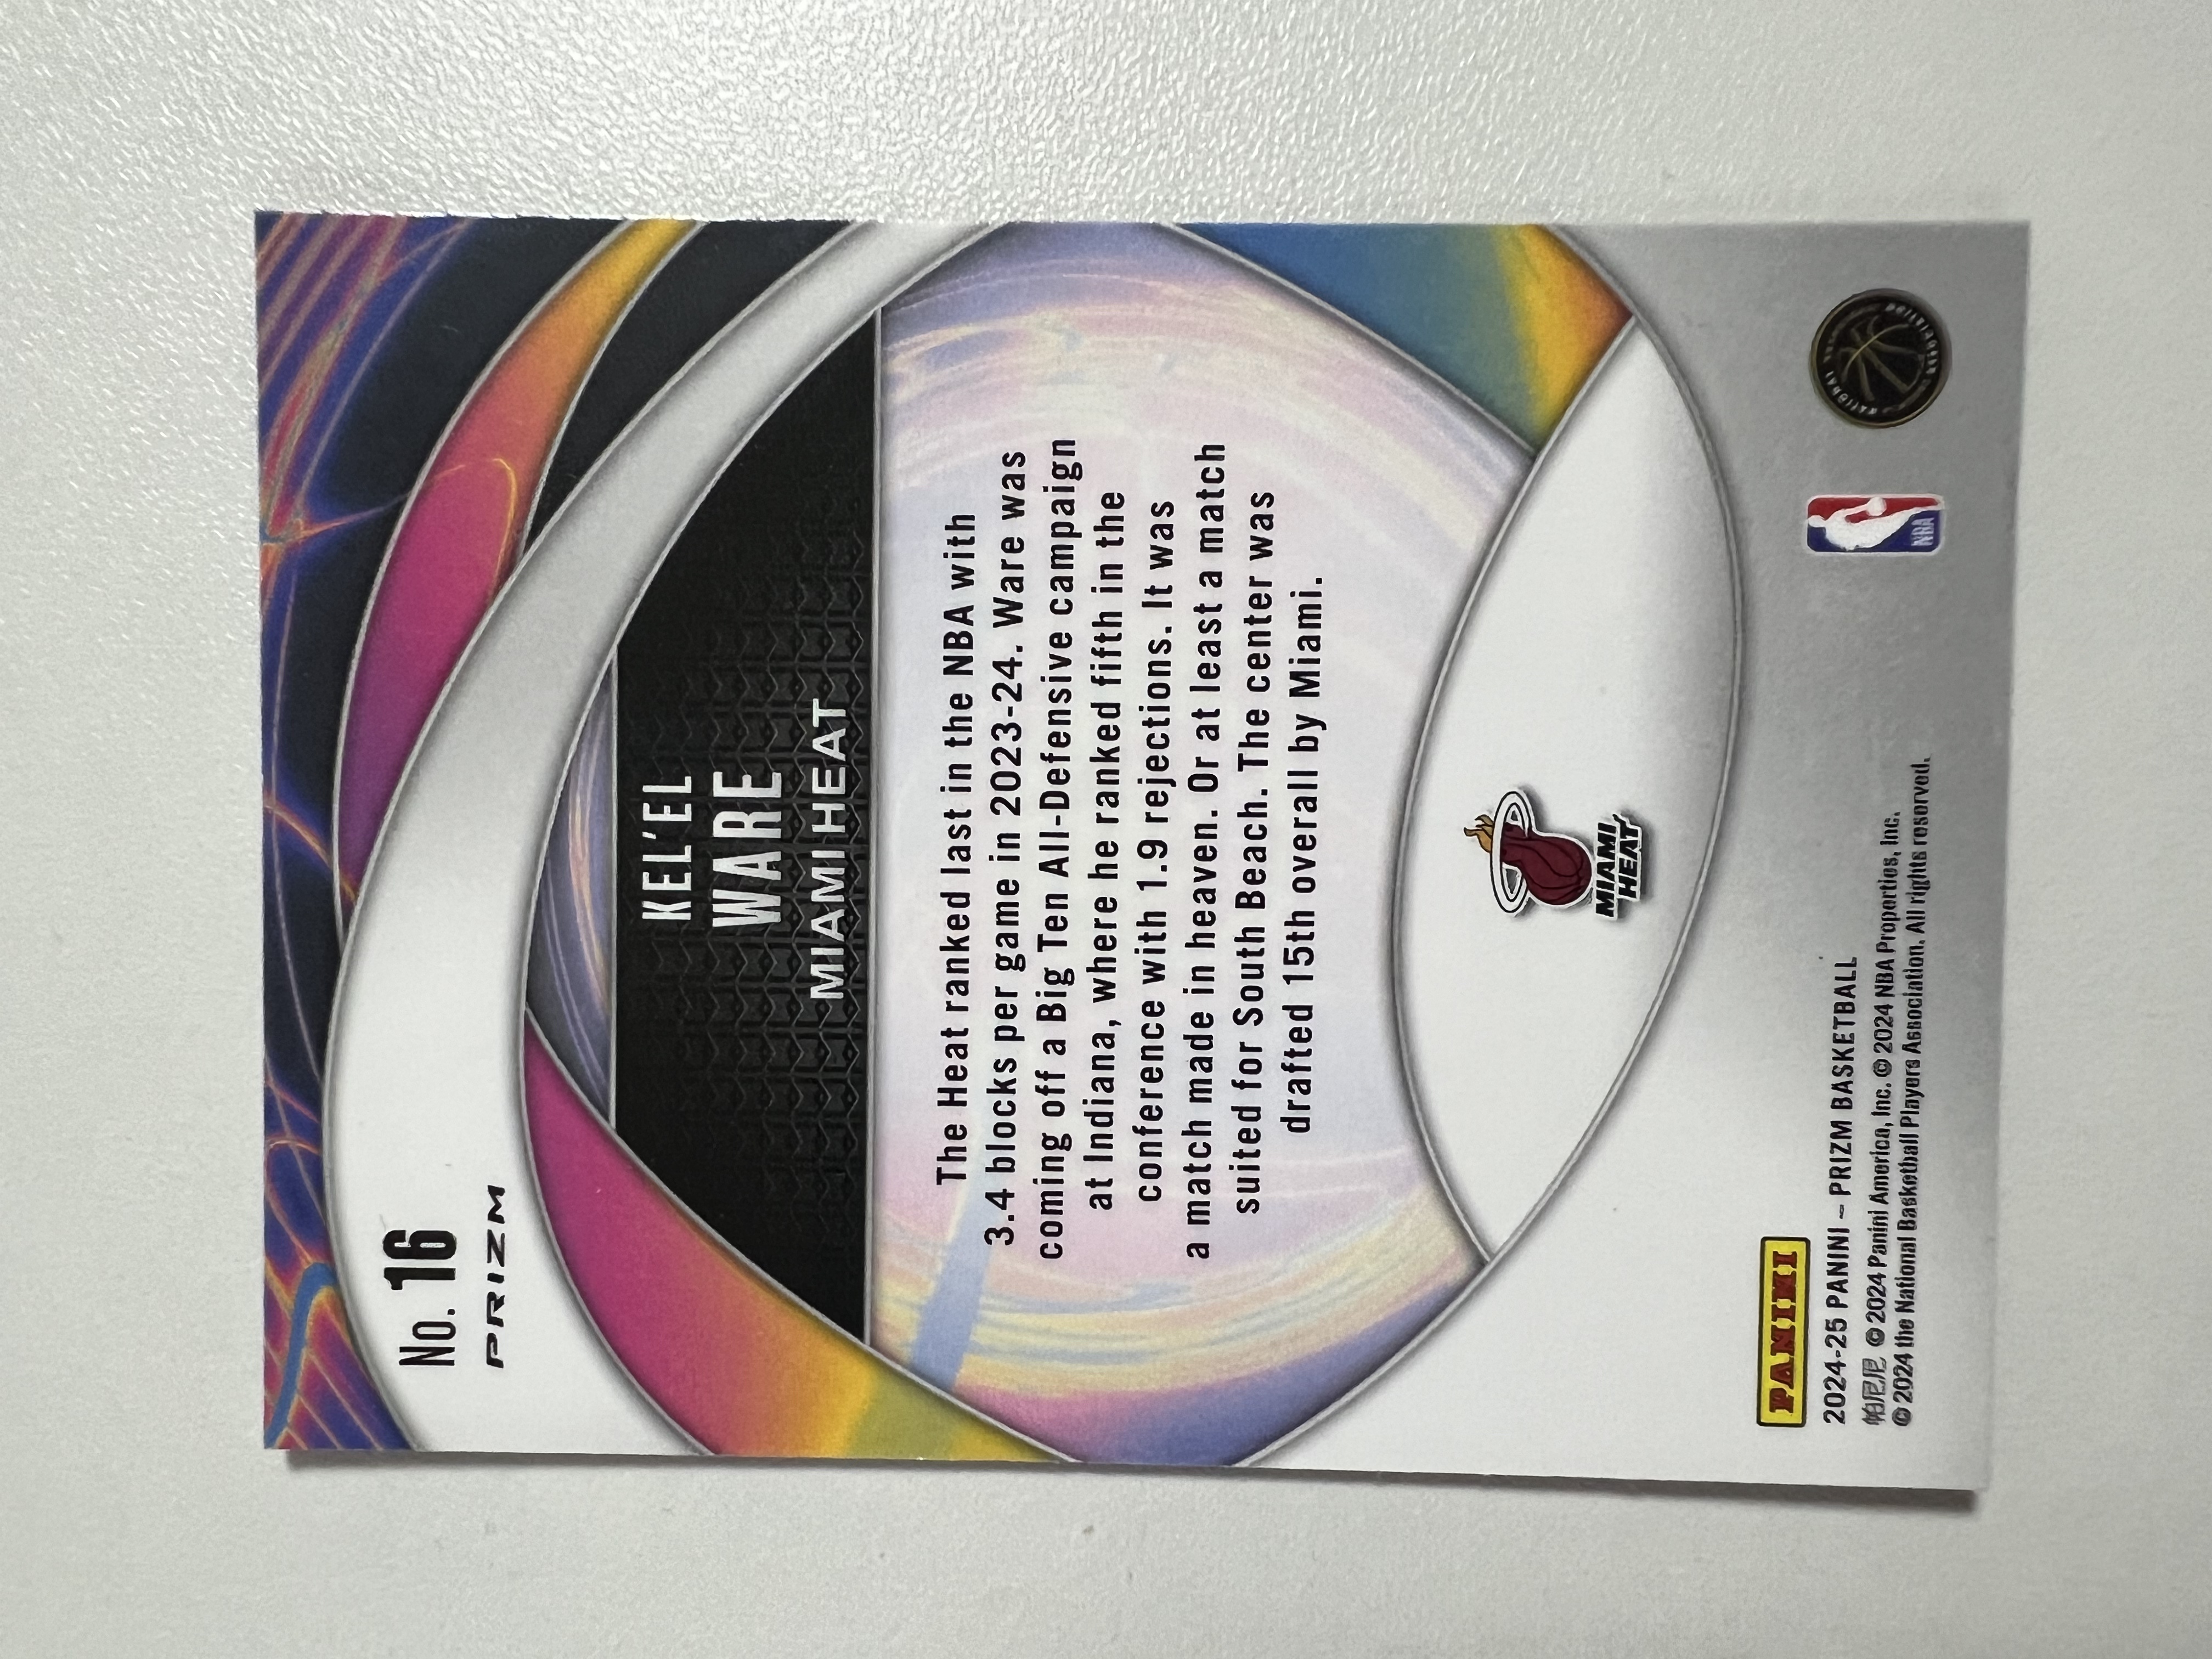 No. 16
PRIZM
KEL'EL
WARE
MIAMI HEAT
The Heat ranked last in the NBA with
3.4 blocks per game in 2023-24. Ware was
coming off a Big Ten All-Defensive campaign
at Indiana, where he ranked fifth in the
conference with 1.9 rejections. It was
a match made in heaven. Or at least a match
suited for South Beach. The center was
drafted 15th overall by Miami.
MIAMI
HEAT
PANINI
2024-25 PANINI – PRIZM BASKETBALL
帕尼尼 © 2024 Panini America, Inc. © 2024 NBA Properties, Inc.
© 2024 the National Basketball Players Association. All rights reserved.
NBA